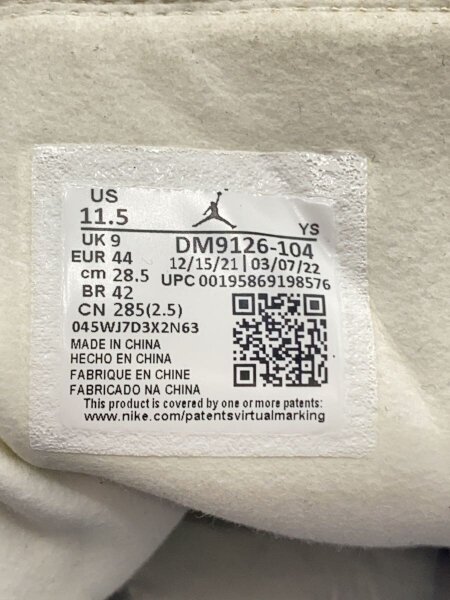 US
11.5
YS
UK 9
DM9126-104
EUR 44
12/15/21 | 03/07/22
cm 28.5
UPC 00195869198576
BR 42
CN 285(2.5)
045WJ7D3X2N63
MADE IN CHINA
HECHO EN CHINA
FABRIQUE EN CHINE
FABRICADO NA CHINA
This product is covered by one or more patents:
www.nike.com/patentsvirtualmarking